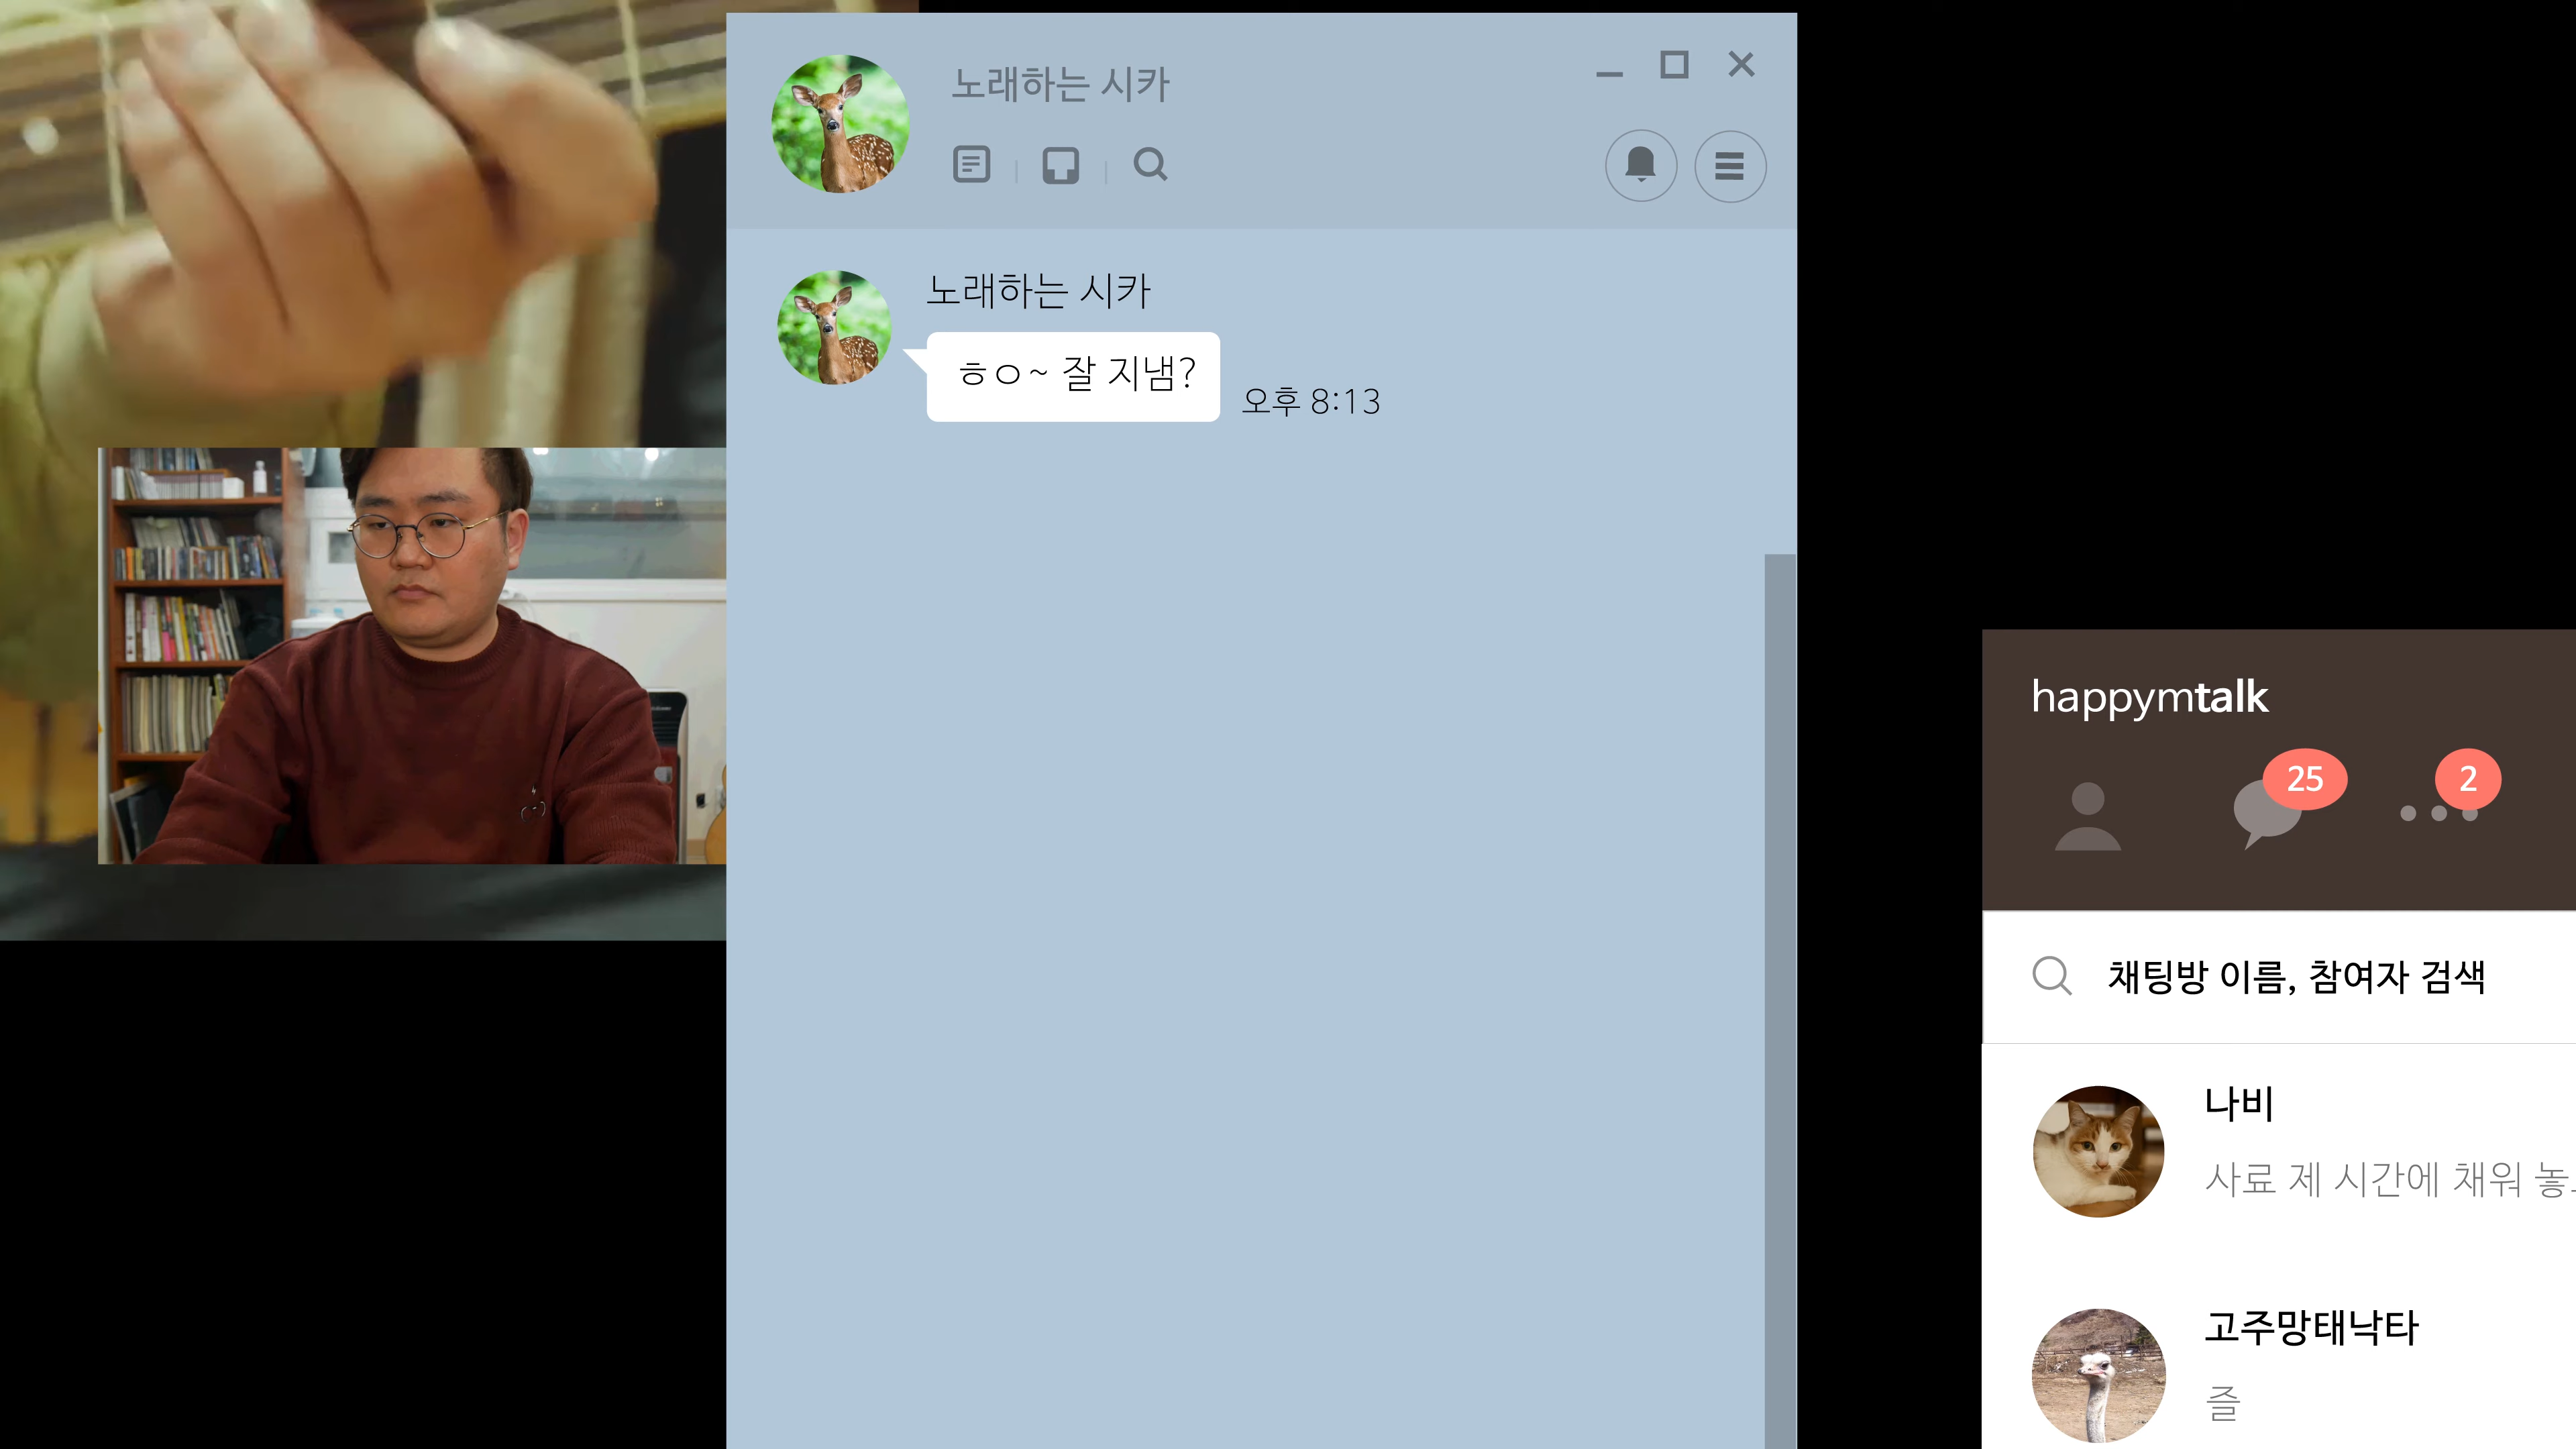 노래하는 시카
노래하는 시카
ㅎㅇ~ 잘 지냄?
오후 8:13
happymtalk
25
2
채팅방 이름, 참여자 검색
나비
사료 제 시간에 채워 놓
고주망태낙타
즐